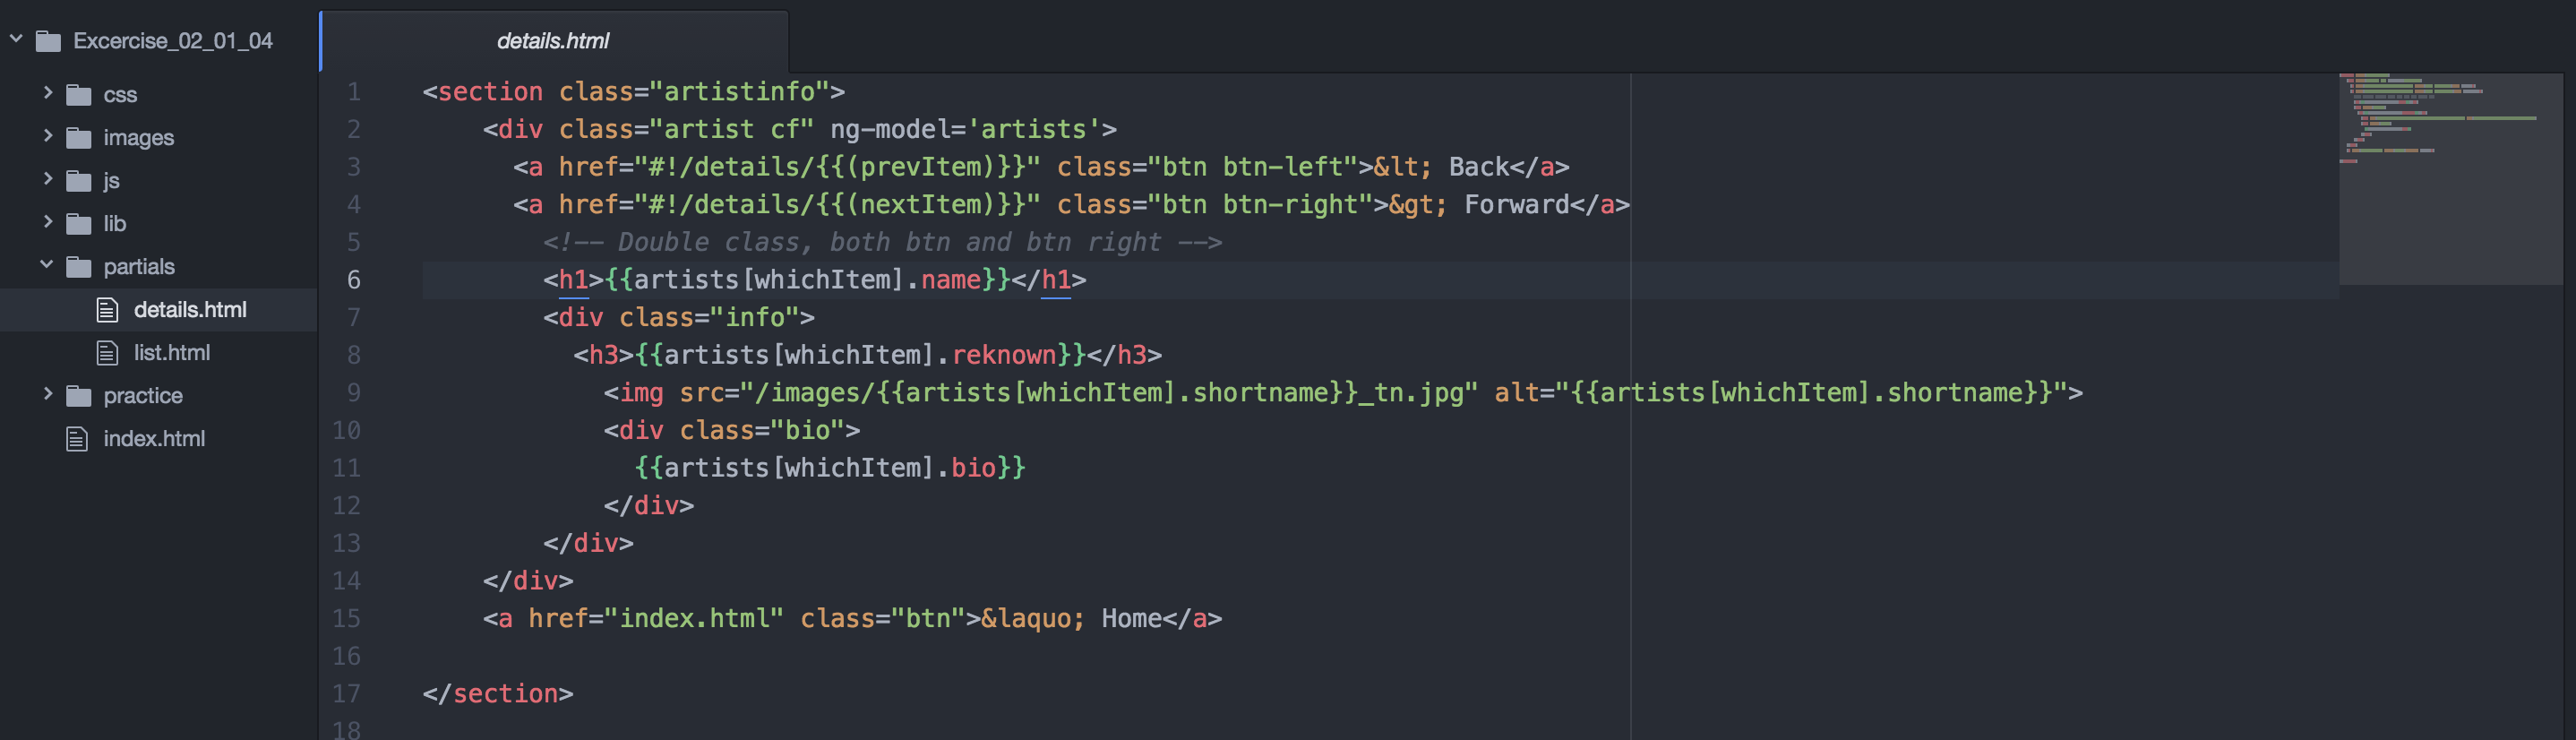 Excercise_02_01_04
css
images
js
lib
partials
details.html
list.html
practice
index.html
details.html
1 <section class="artistinfo">
2 <div class="artist cf" ng-model='artists'>
3 <a href="#!/details/{{(prevItem)}}" class="btn btn-left">&lt; Back</a>
4 <a href="#!/details/{{(nextItem)}}" class="btn btn-right">&gt; Forward</a>
5 <!-- Double class, both btn and btn right -->
6 <h1>{{artists[whichItem].name}}</h1>
7 <div class="info">
8 <h3>{{artists[whichItem].reknown}}</h3>
9 <img src="/images/{{artists[whichItem].shortname}}_tn.jpg" alt="{{artists[whichItem].shortname}}">
10 <div class="bio">
11 {{artists[whichItem].bio}}
12 </div>
13 </div>
14 </div>
15 <a href="index.html" class="btn">&laquo; Home</a>
16
17 </section>
18